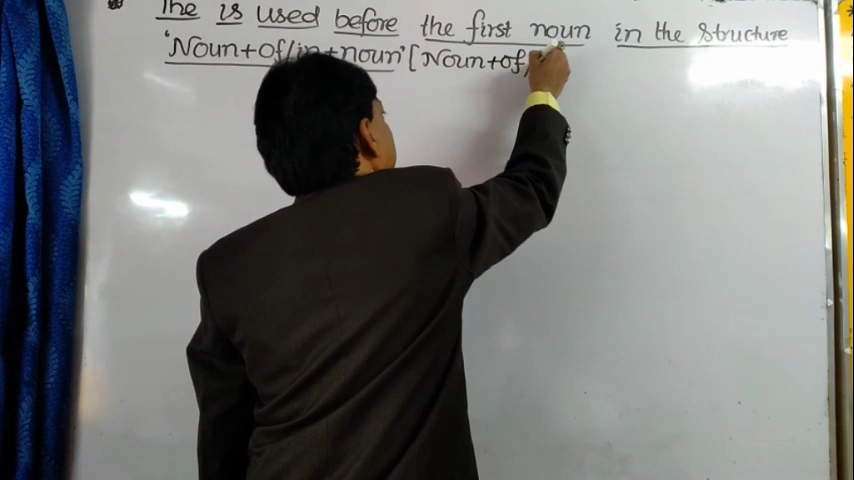 The is used before the first noun in the structure
'Noun+of/in+noun' [Noun+of/